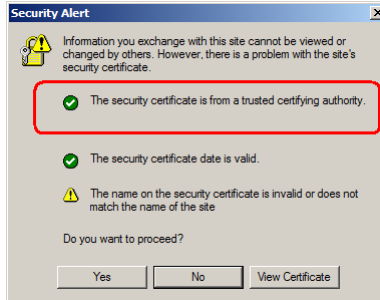 Security Alert
Information you exchange with this site cannot be viewed or
changed by others. However, there is a problem with the site's
security certificate.
The security certificate is from a trusted certifying authority.
The security certificate date is valid.
The name on the security certificate is invalid or does not
match the name of the site
Do you want to proceed?
Yes No View Certificate